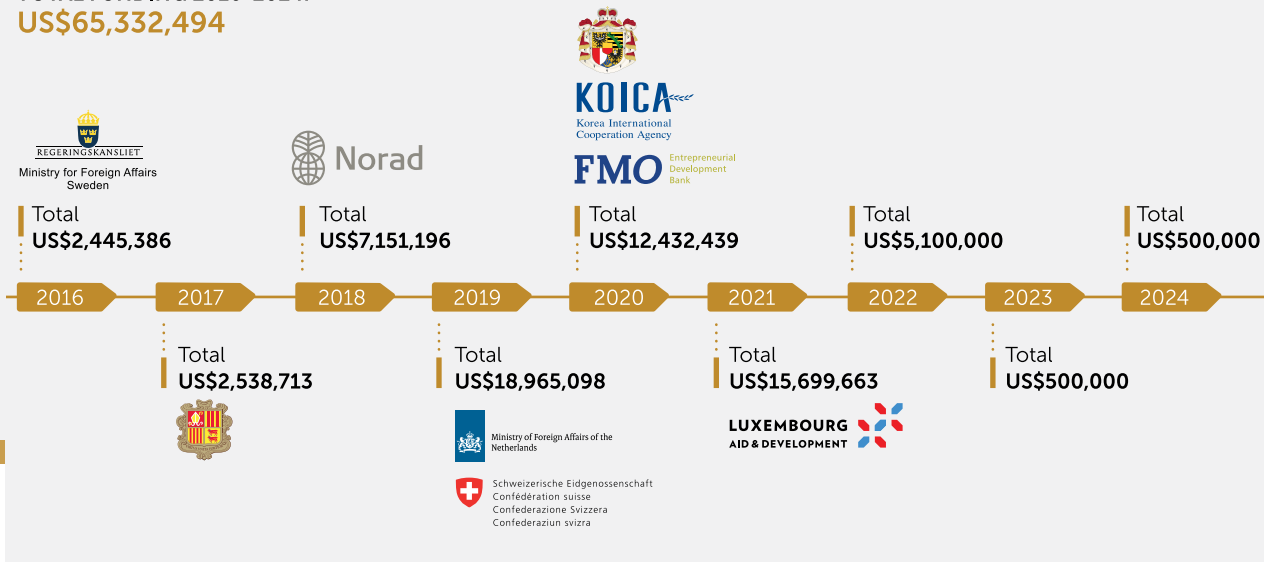 US$65,332,494
KOICA
Korea International
Cooperation Agency
REGERINGSKANSLIET
Ministry for Foreign Affairs
Sweden
Norad
FMO
Entrepreneurial
Development
Bank
Total
US$2,445,386
Total
US$7,151,196
Total
US$12,432,439
Total
US$5,100,000
Total
US$500,000
2016
2017
2018
2019
2020
2021
2022
2023
2024
Total
US$2,538,713
Total
US$18,965,098
Total
US$15,699,663
Total
US$500,000
Ministry of Foreign Affairs of the
Netherlands
LUXEMBOURG
AID & DEVELOPMENT
Schweizerische Eidgenossenschaft
Confédération suisse
Confederazione Svizzera
Confederaziun svizra